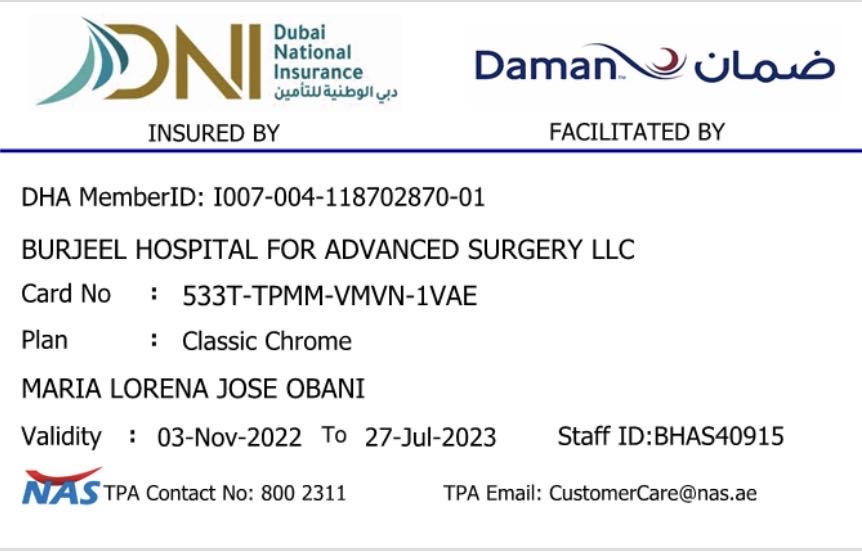 DNI
Dubai
National
Insurance
دبي الوطنية للتأمين
Daman™ ضمان
INSURED BY
FACILITATED BY
DHA MemberID: I007-004-118702870-01
BURJEEL HOSPITAL FOR ADVANCED SURGERY LLC
Card No : 533T-TPMM-VMVN-1VAE
Plan : Classic Chrome
MARIA LORENA JOSE OBANI
Validity : 03-Nov-2022 To 27-Jul-2023 Staff ID:BHAS40915
NAS TPA Contact No: 800 2311 TPA Email: CustomerCare@nas.ae